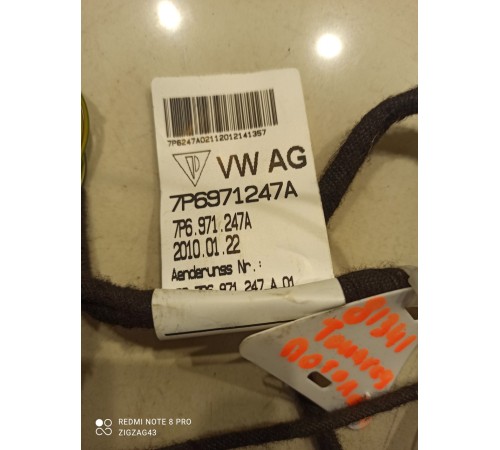 7P6247A02112012141357
VW AG
7P6971247A
7P6.971.247A
2010.01.22
Aenderungs Nr.:
7P6.971.247.A.01
81341
Touareg
REDMI NOTE 8 PRO
ZIGZAG43